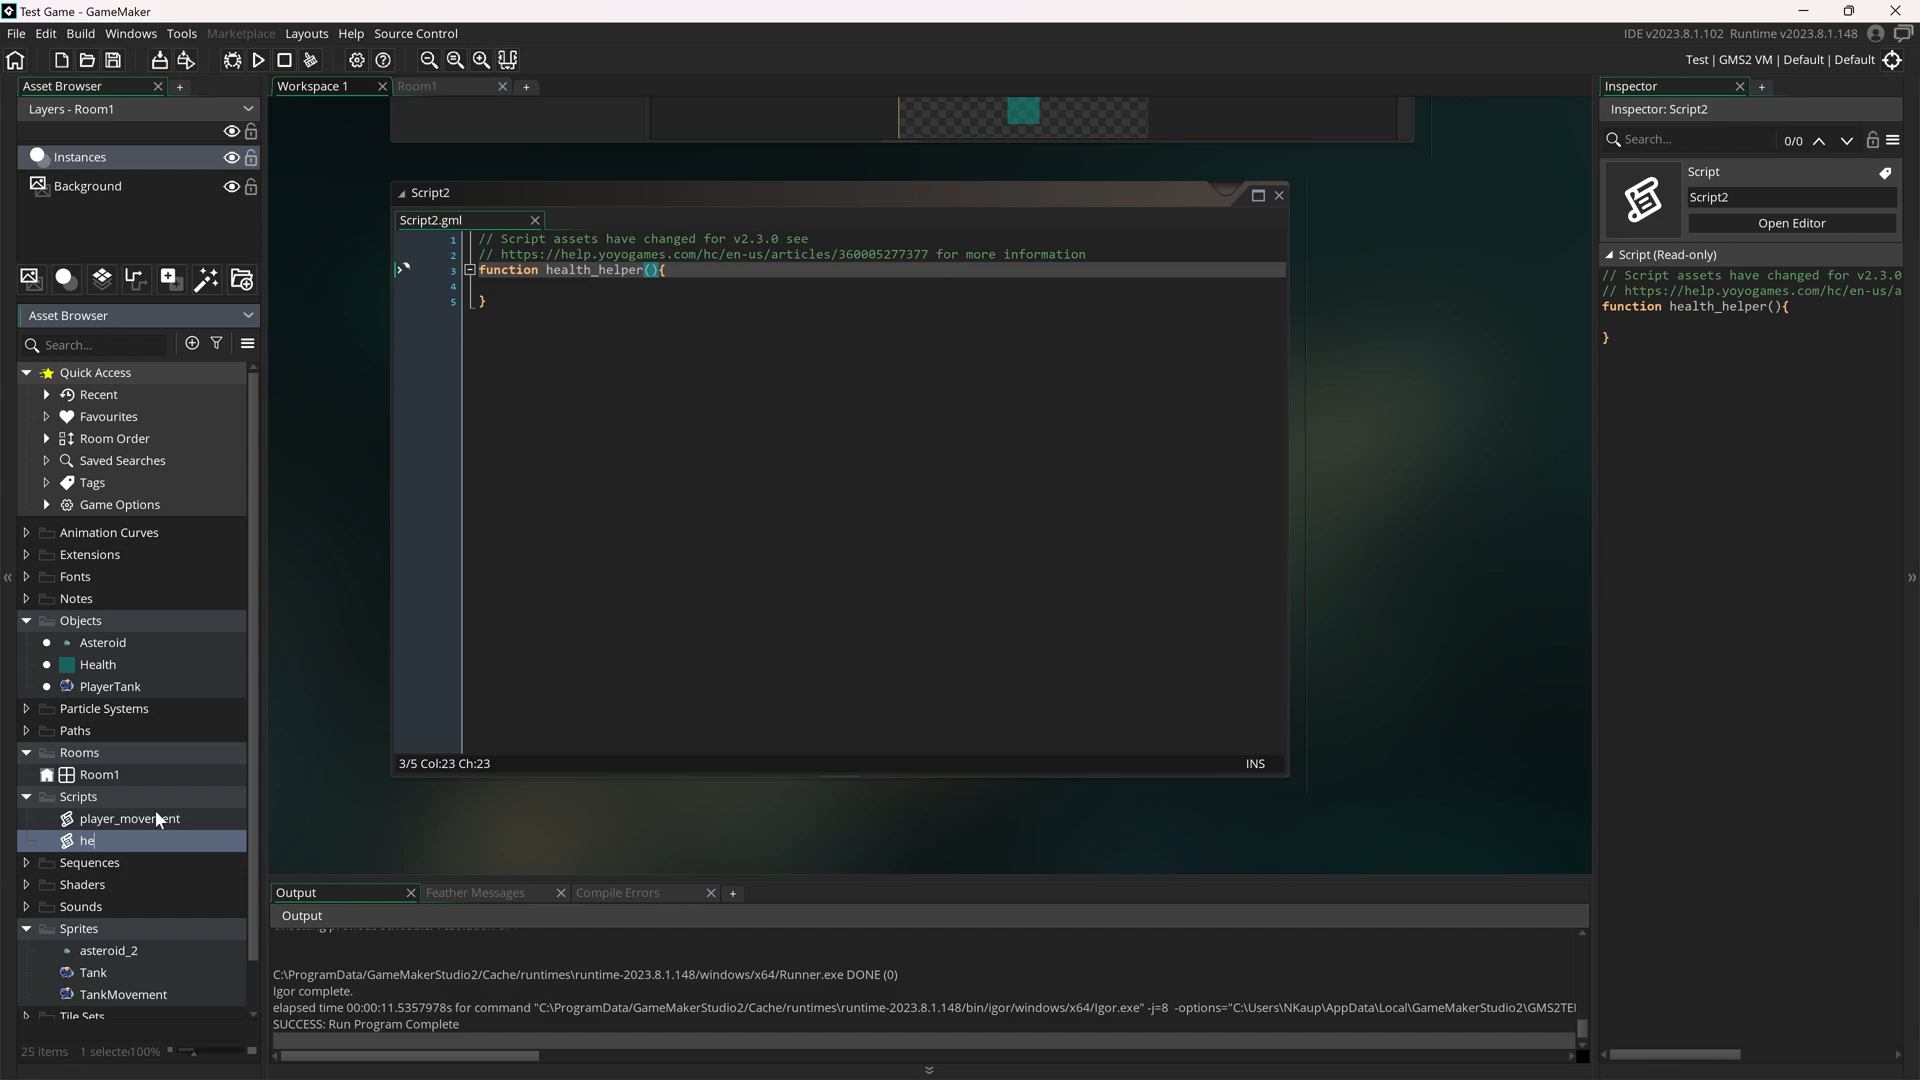 Test Game - GameMaker
File Edit Build Windows Tools Marketplace Layouts Help Source Control
IDE v2023.8.1.102 Runtime v2023.8.1.148
Test | GMS2 VM | Default | Default
Asset Browser
Layers - Room1
Instances
Background
Asset Browser
Search...
Quick Access
Recent
Favourites
Room Order
Saved Searches
Tags
Game Options
Animation Curves
Extensions
Fonts
Notes
Objects
Asteroid
Health
PlayerTank
Particle Systems
Paths
Rooms
Room1
Scripts
player_movement
he
Sequences
Shaders
Sounds
Sprites
asteroid_2
Tank
TankMovement
Tile Sets
25 items 1 selected 100%
Workspace 1
Room1
Script2
Script2.gml
1 // Script assets have changed for v2.3.0 see
2 // https://help.yoyogames.com/hc/en-us/articles/360005277377 for more information
3 function health_helper(){
4
5 }
3/5 Col:23 Ch:23
INS
Output
Feather Messages
Compile Errors
Output
C:\ProgramData/GameMakerStudio2/Cache/runtimes\runtime-2023.8.1.148/windows/x64/Runner.exe DONE (0)
Igor complete.
elapsed time 00:00:11.5357978s for command "C:\ProgramData/GameMakerStudio2/Cache/runtimes\runtime-2023.8.1.148/bin/igor/windows/x64/Igor.exe" -j=8 -options="C:\Users\NKaup\AppData\Local\GameMakerStudio2\GMS2TE
SUCCESS: Run Program Complete
Inspector
Inspector: Script2
Search...
0/0
Script
Script2
Open Editor
Script (Read-only)
// Script assets have changed for v2.3.0
// https://help.yoyogames.com/hc/en-us/a
function health_helper(){
}